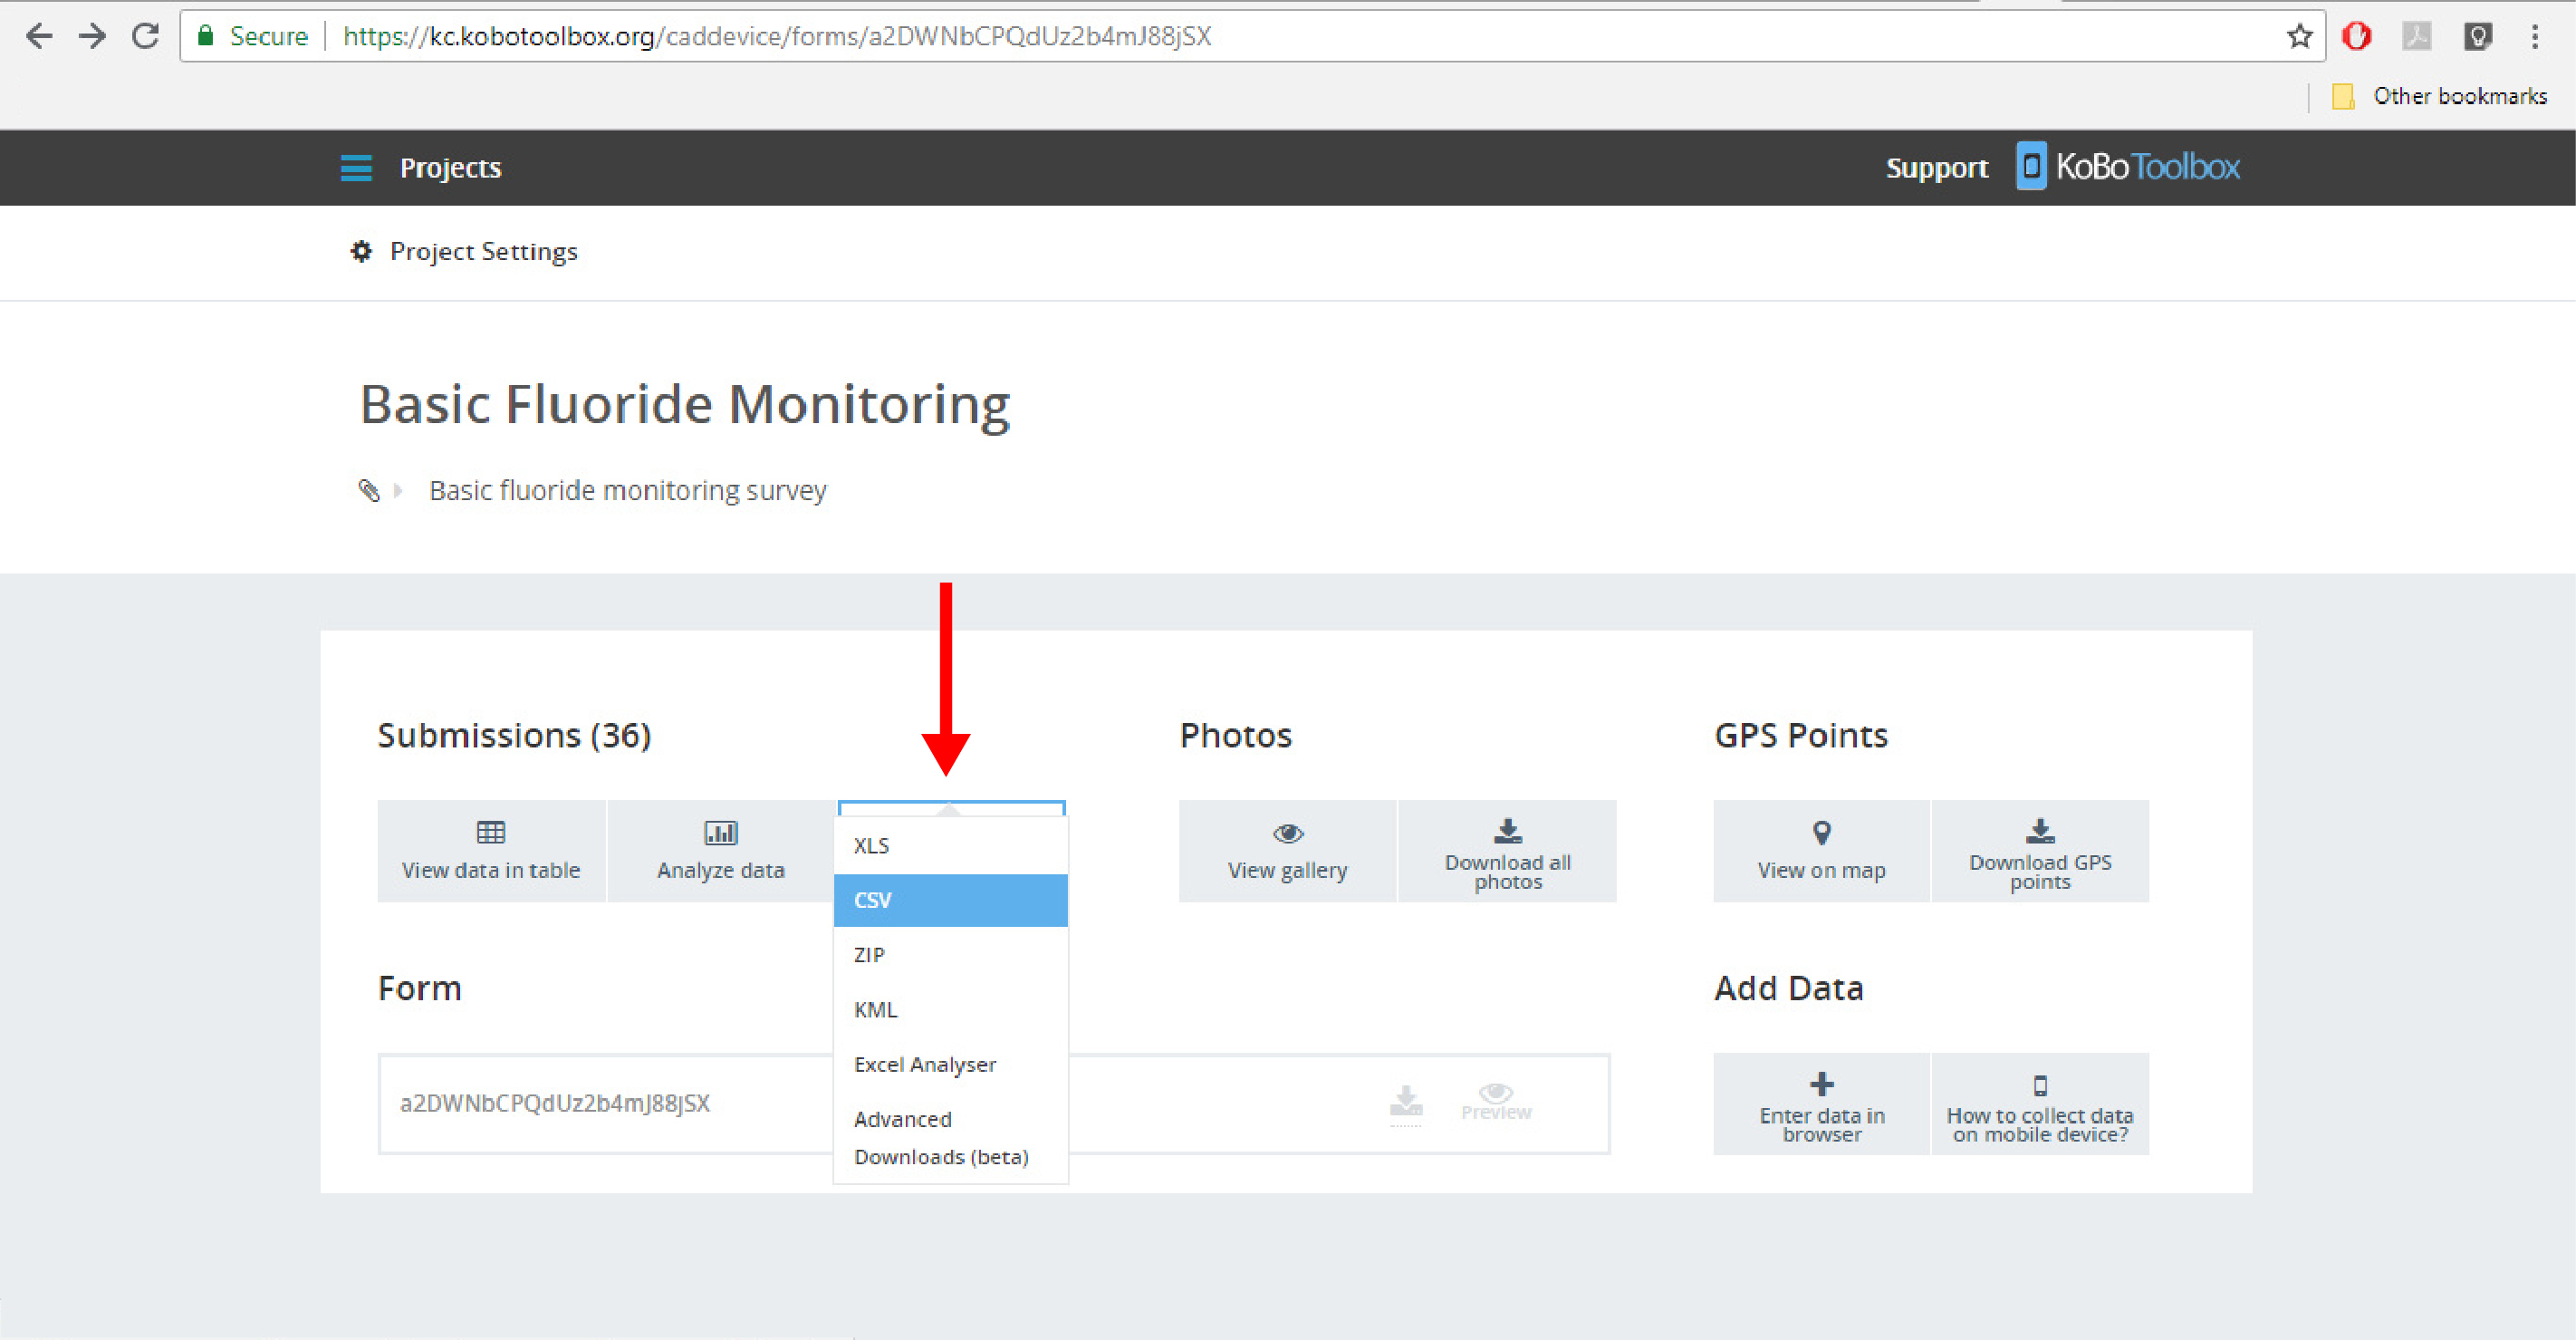 Secure https://kc.kobotoolbox.org/caddevice/forms/a2DWNbCPQdUz2b4mJ88jSX
Other bookmarks
Projects
Support
KoBoToolbox
Project Settings
Basic Fluoride Monitoring
Basic fluoride monitoring survey
Submissions (36)
View data in table
Analyze data
XLS
CSV
ZIP
KML
Excel Analyser
Advanced
Downloads (beta)
Photos
View gallery
Download all
photos
GPS Points
View on map
Download GPS
points
Form
a2DWNbCPQdUz2b4mJ88jSX
Preview
Add Data
Enter data in
browser
How to collect data
on mobile device?